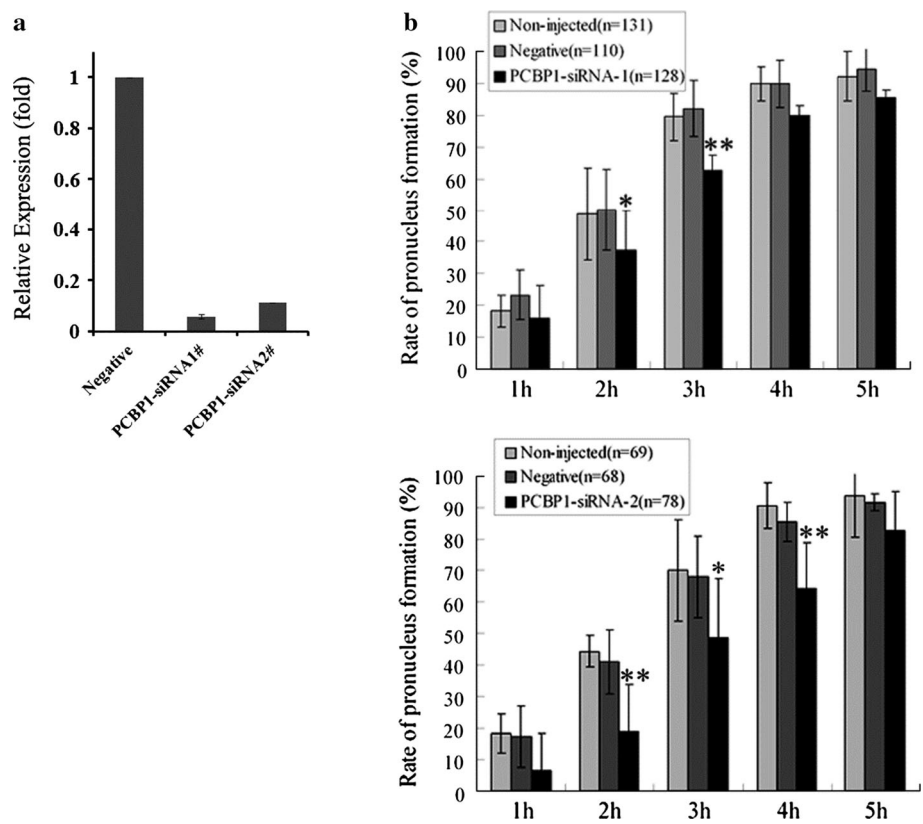 a
Relative Expression (fold)
1
0.8
0.6
0.4
0.2
0
Negative
PCBP1-siRNA1#
PCBP1-siRNA2#
b
Rate of pronucleus formation (%)
100
90
80
70
60
50
40
30
20
10
0
Non-injected(n=131)
Negative(n=110)
PCBP1-siRNA-1(n=128)
*
**
1h 2h 3h 4h 5h
Rate of pronucleus formation (%)
100
90
80
70
60
50
40
30
20
10
0
Non-injected(n=69)
Negative(n=68)
PCBP1-siRNA-2(n=78)
**
*
**
1h 2h 3h 4h 5h